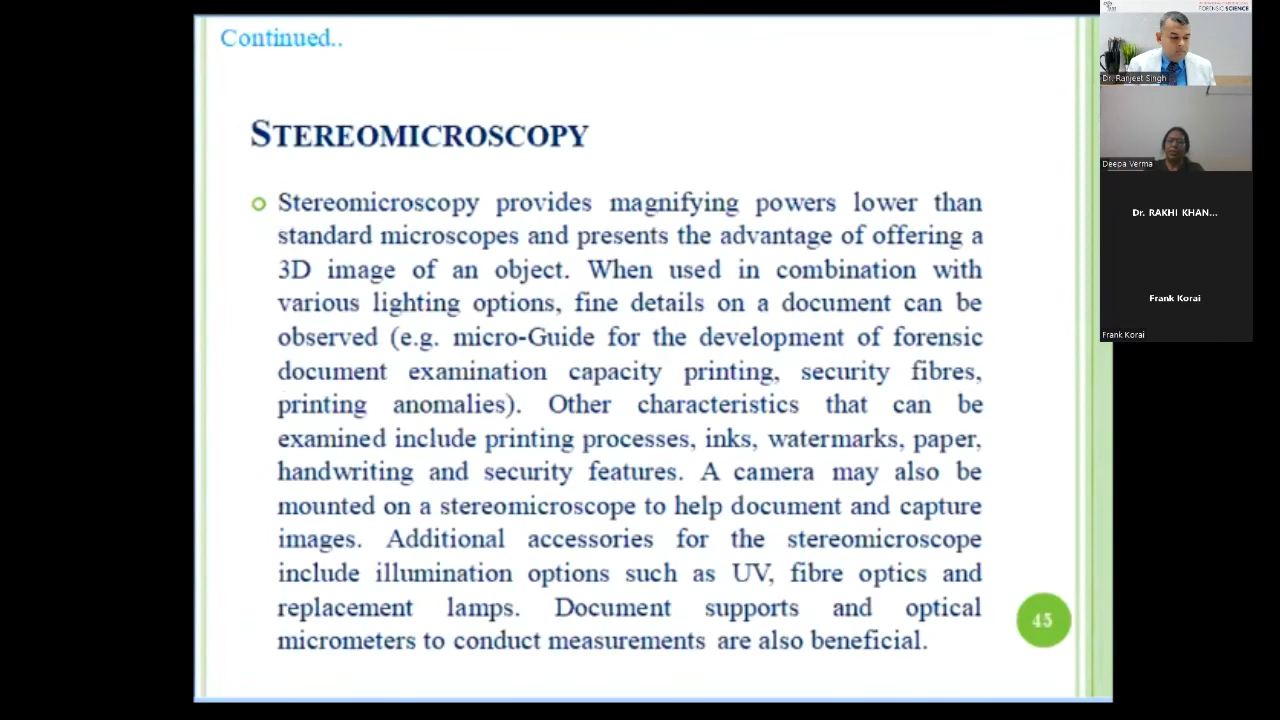 Continued..
STEREOMICROSCOPY
Stereomicroscopy provides magnifying powers lower than
standard microscopes and presents the advantage of offering a
3D image of an object. When used in combination with
various lighting options, fine details on a document can be
observed (e.g. micro-Guide for the development of forensic
document examination capacity printing, security fibres,
printing anomalies). Other characteristics that can be
examined include printing processes, inks, watermarks, paper,
handwriting and security features. A camera may also be
mounted on a stereomicroscope to help document and capture
images. Additional accessories for the stereomicroscope
include illumination options such as UV, fibre optics and
replacement lamps. Document supports and optical
micrometers to conduct measurements are also beneficial.
45
FORENSIC SCIENCE
Dr. Ranjeet Singh
Deepa Verma
Dr. RAKHI KHAN...
Frank Korai
Frank Korai